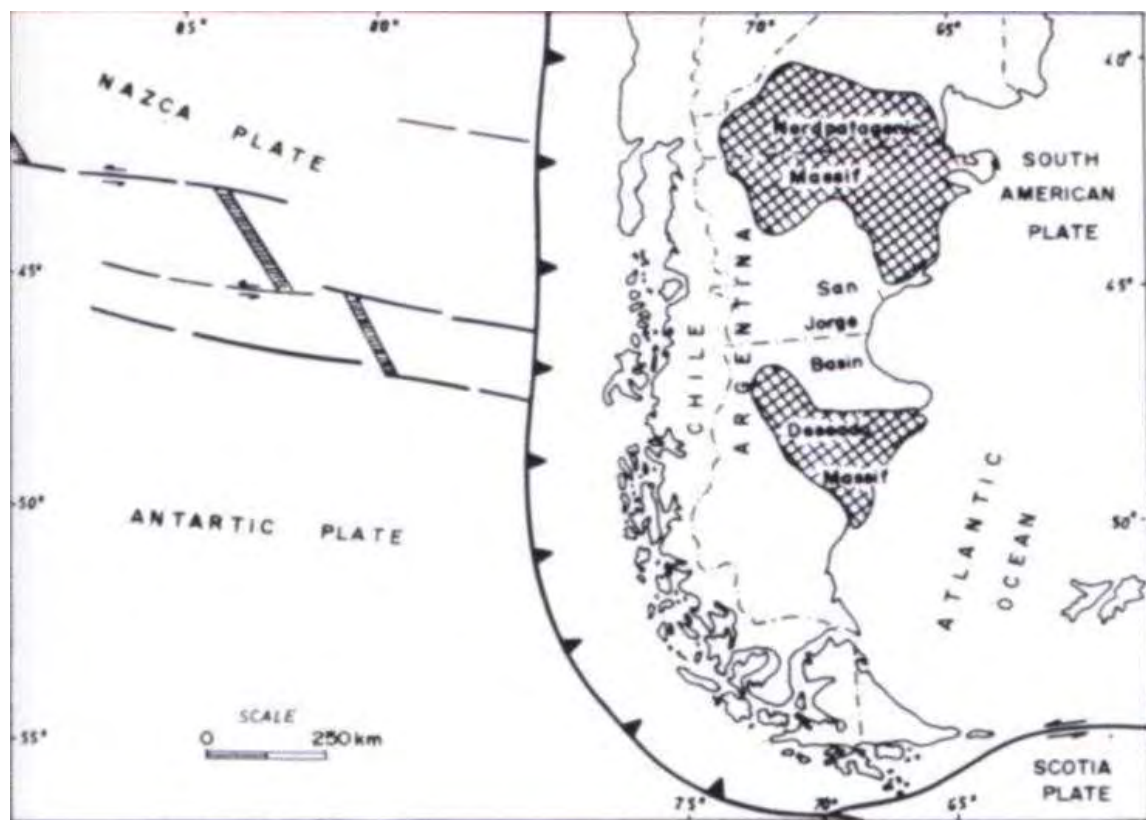 85° 80° 70° 65°
40°
NAZCA PLATE
Nordpatagonic
Massif
SOUTH
AMERICAN
PLATE
45°
45°
San
Jorge
Basin
CHILE
ARGENTINA
Deseado
Massif
ANTARTIC PLATE
50°
50°
ATLANTIC
OCEAN
SCALE
0 250 km
55°
SCOTIA
PLATE
75° 70° 65°